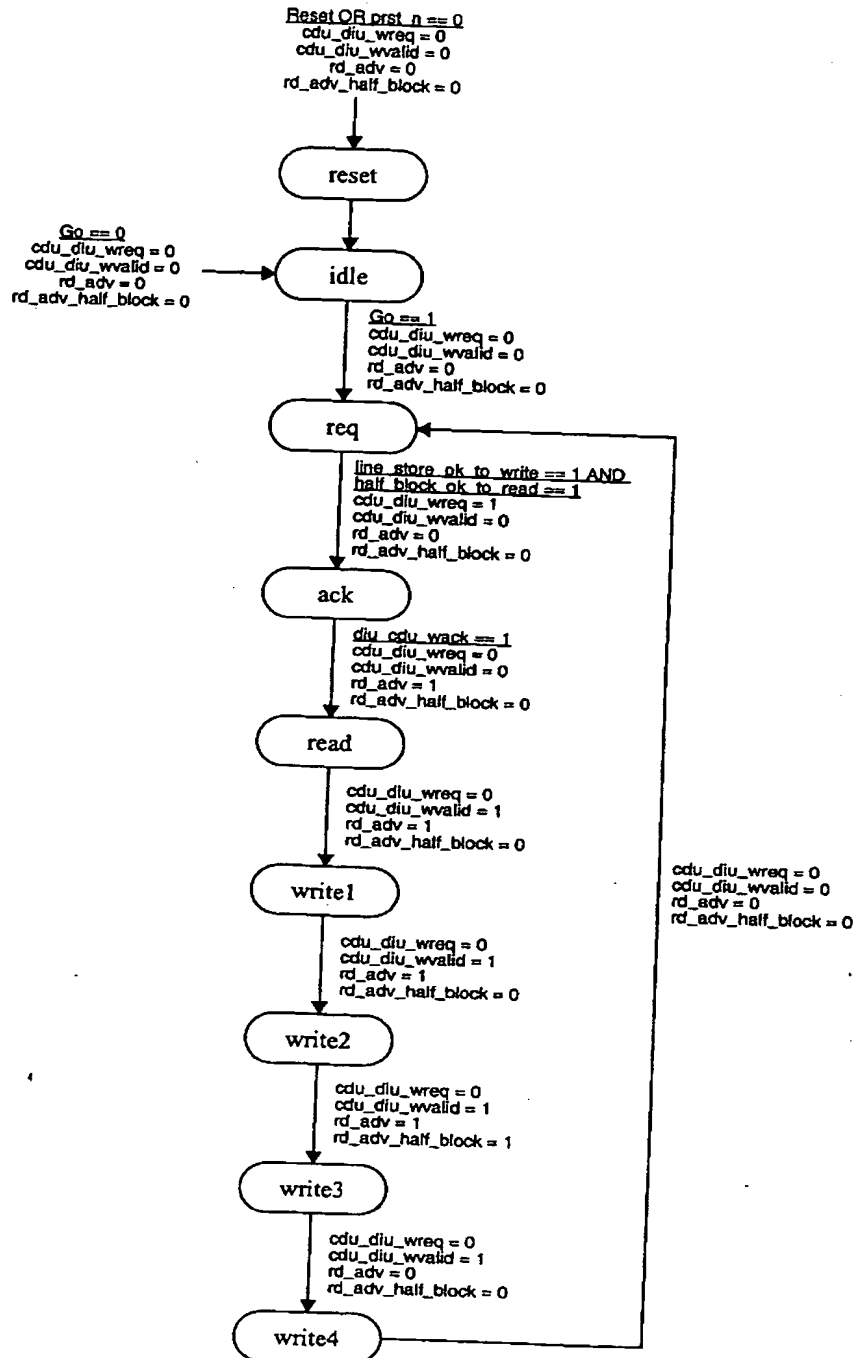 Reset OR prst_n == 0
cdu_diu_wreq = 0
cdu_diu_wvalid = 0
rd_adv = 0
rd_adv_half_block = 0
reset
Go == 0
cdu_diu_wreq = 0
cdu_diu_wvalid = 0
rd_adv = 0
rd_adv_half_block = 0
idle
Go == 1
cdu_diu_wreq = 0
cdu_diu_wvalid = 0
rd_adv = 0
rd_adv_half_block = 0
req
line_store_ok_to_write == 1 AND
half_block_ok_to_read == 1
cdu_diu_wreq = 1
cdu_diu_wvalid = 0
rd_adv = 0
rd_adv_half_block = 0
ack
diu_cdu_wack == 1
cdu_diu_wreq = 0
cdu_diu_wvalid = 0
rd_adv = 1
rd_adv_half_block = 0
read
cdu_diu_wreq = 0
cdu_diu_wvalid = 1
rd_adv = 1
rd_adv_half_block = 0
write1
cdu_diu_wreq = 0
cdu_diu_wvalid = 0
rd_adv = 0
rd_adv_half_block = 0
cdu_diu_wreq = 0
cdu_diu_wvalid = 1
rd_adv = 1
rd_adv_half_block = 0
write2
cdu_diu_wreq = 0
cdu_diu_wvalid = 1
rd_adv = 1
rd_adv_half_block = 1
write3
cdu_diu_wreq = 0
cdu_diu_wvalid = 1
rd_adv = 0
rd_adv_half_block = 0
write4